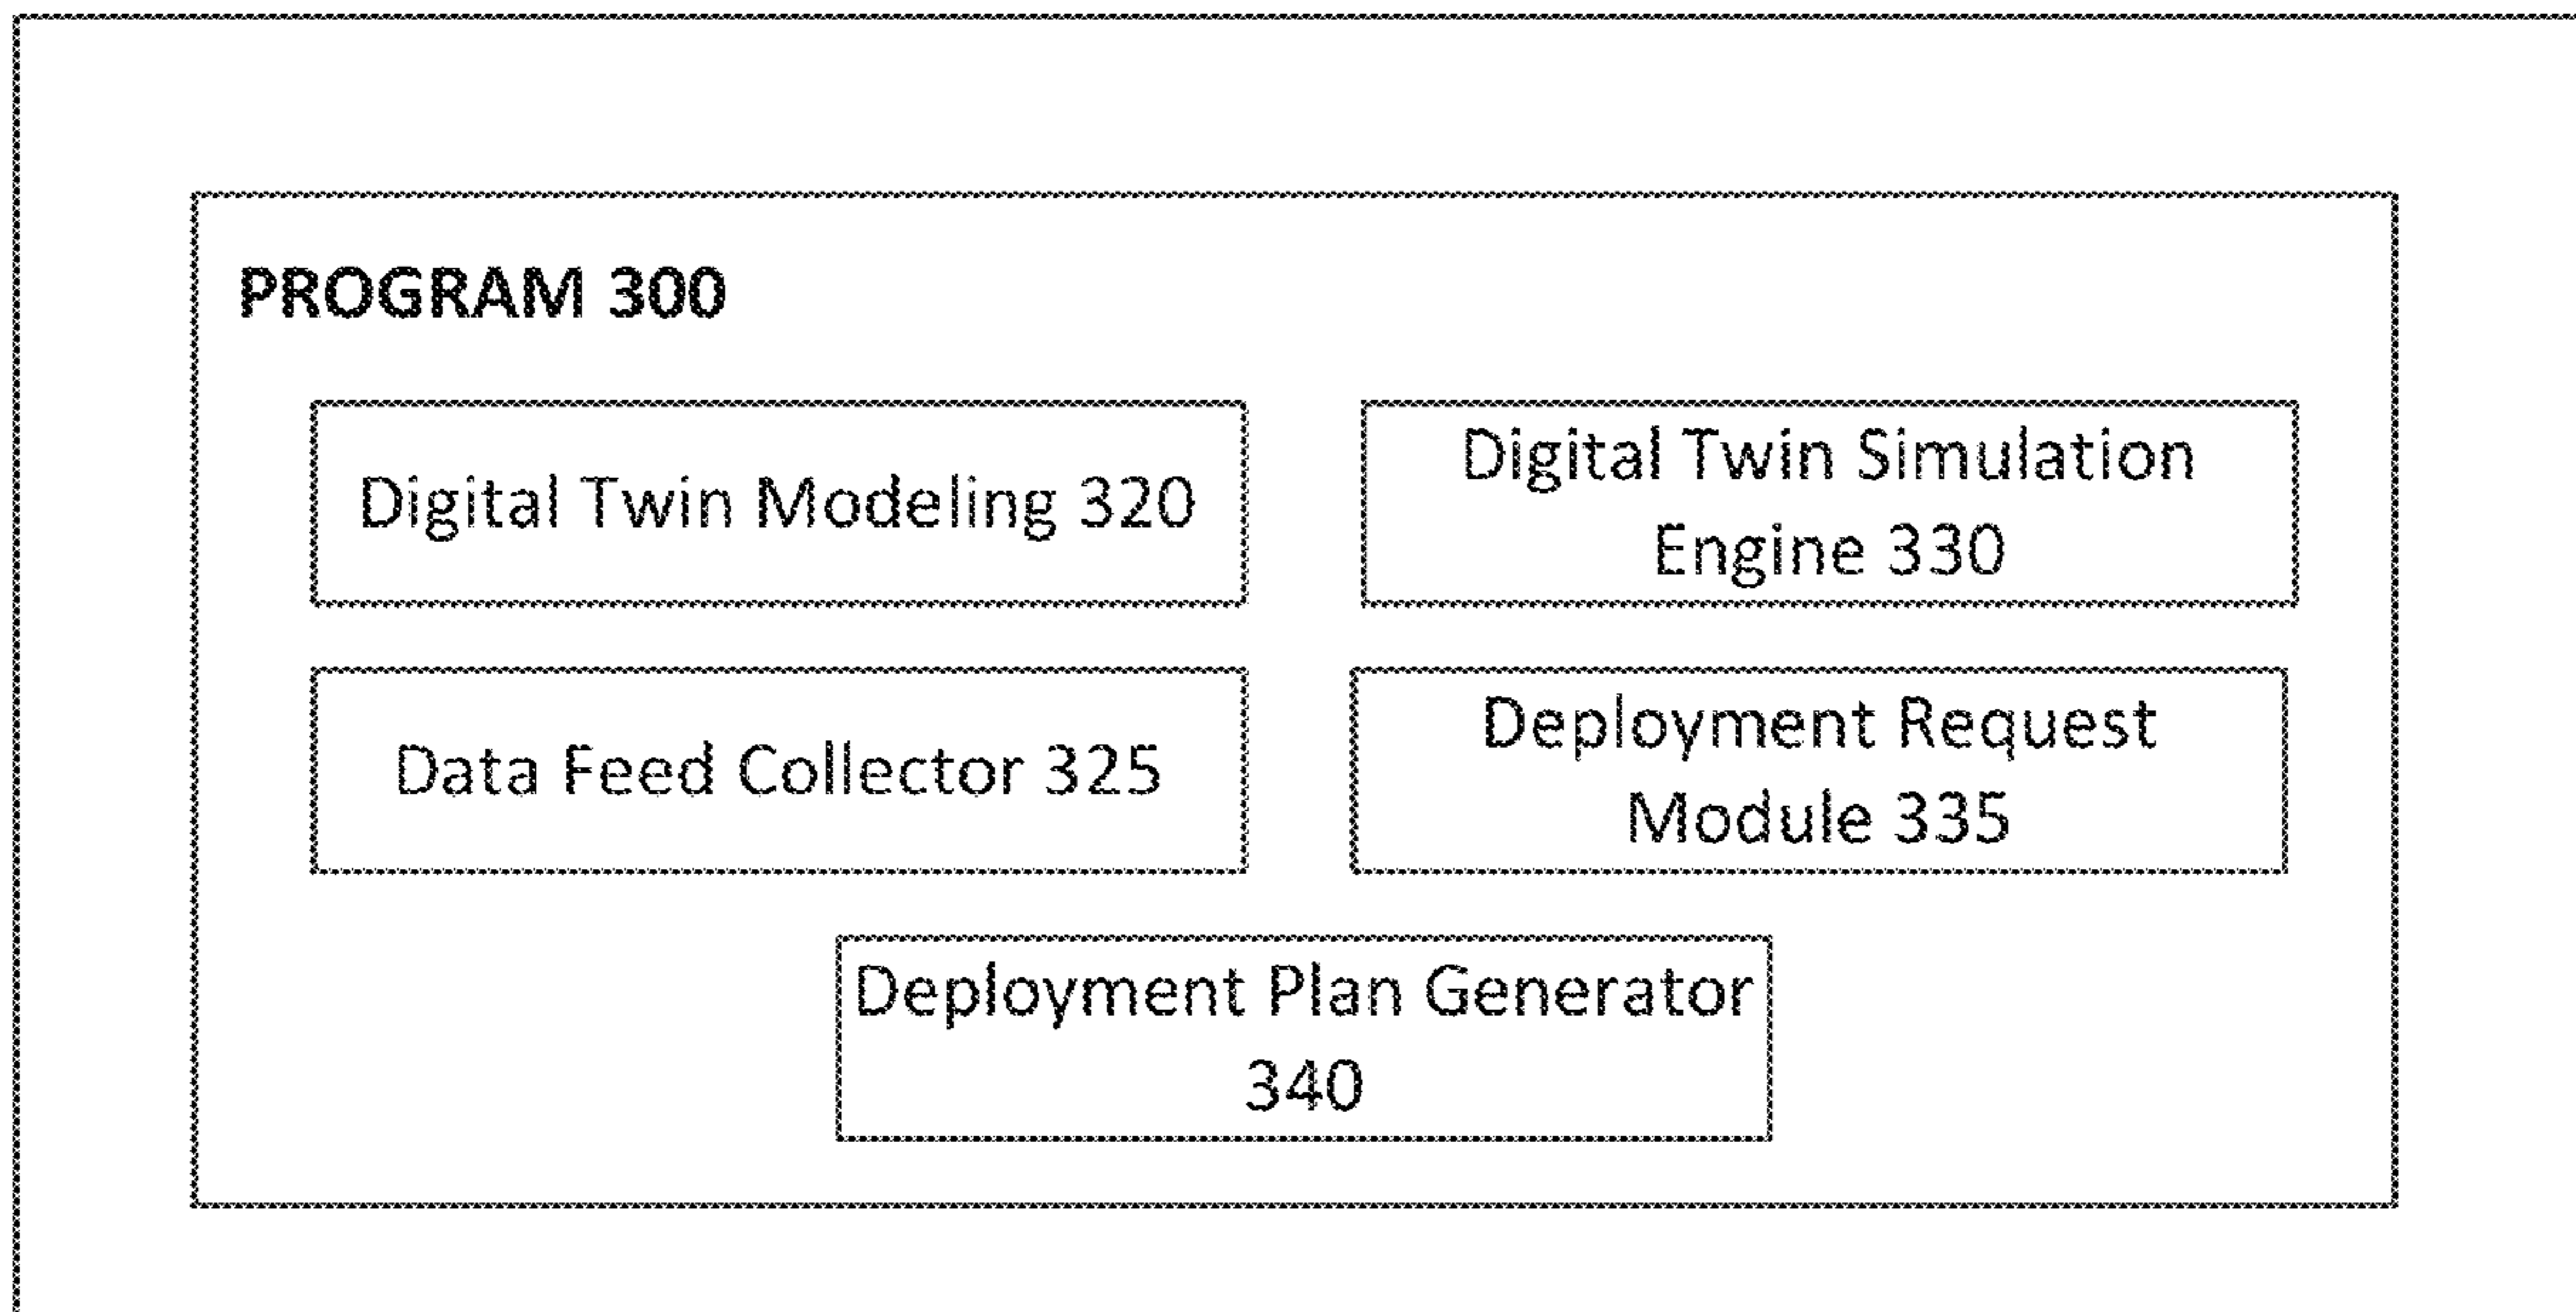 PROGRAM 300
Digital Twin Modeling 320
Digital Twin Simulation
Engine 330
Data Feed Collector 325
Deployment Request
Module 335
Deployment Plan Generator
340